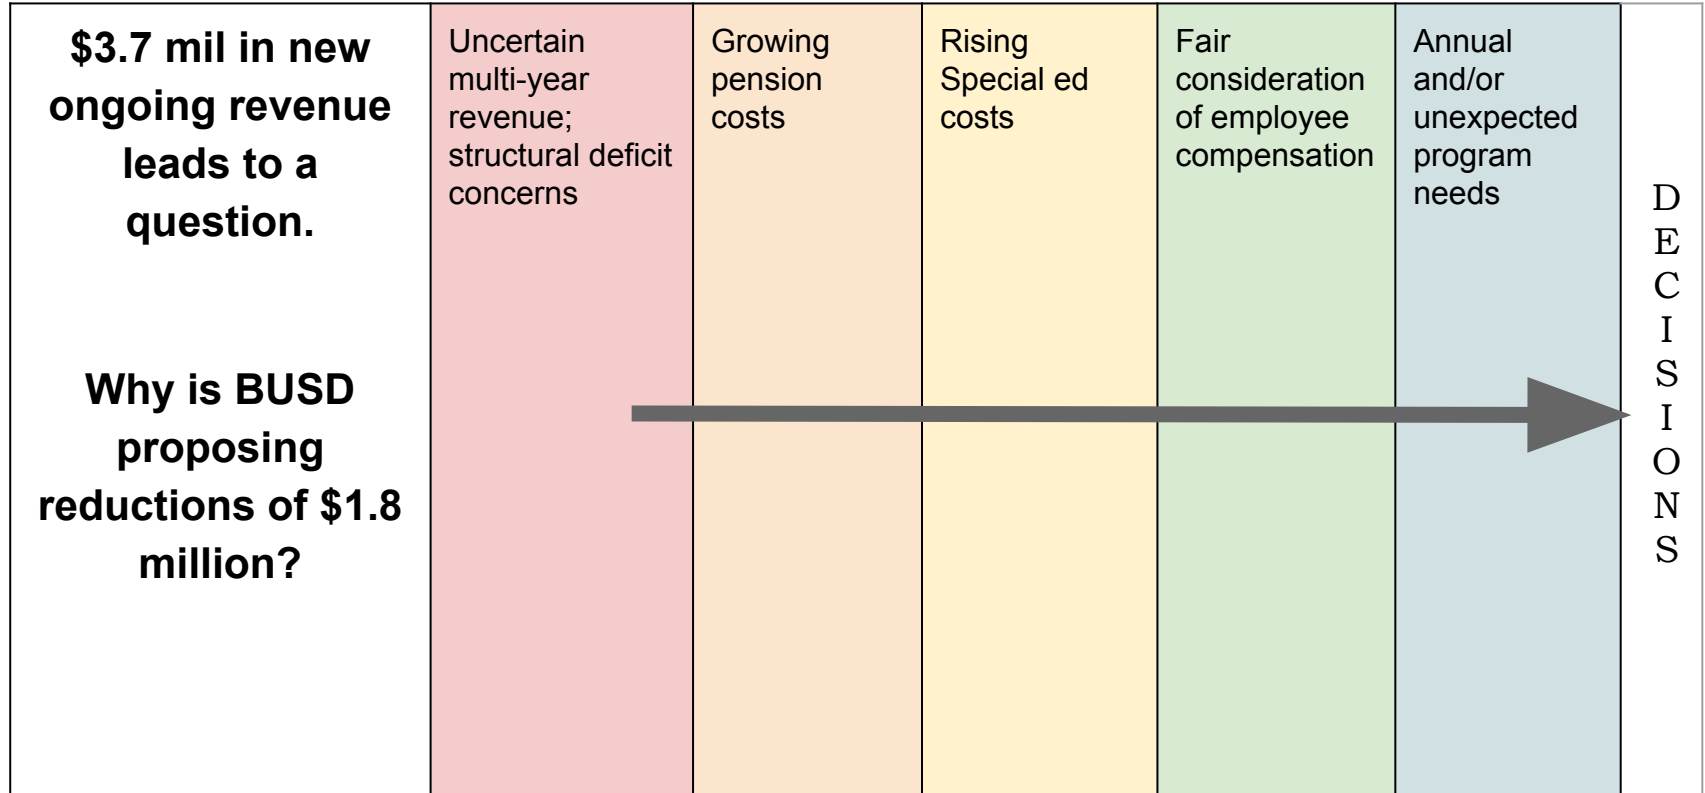 $3.7 mil in new
ongoing revenue
leads to a
question.
Why is BUSD
proposing
reductions of $1.8
million?
Uncertain
multi-year
revenue;
structural deficit
concerns
Growing
pension
costs
Rising
Special ed
costs
Fair
consideration
of employee
compensation
Annual
and/or
unexpected
program
needs
D
E
C
I
S
I
O
N
S